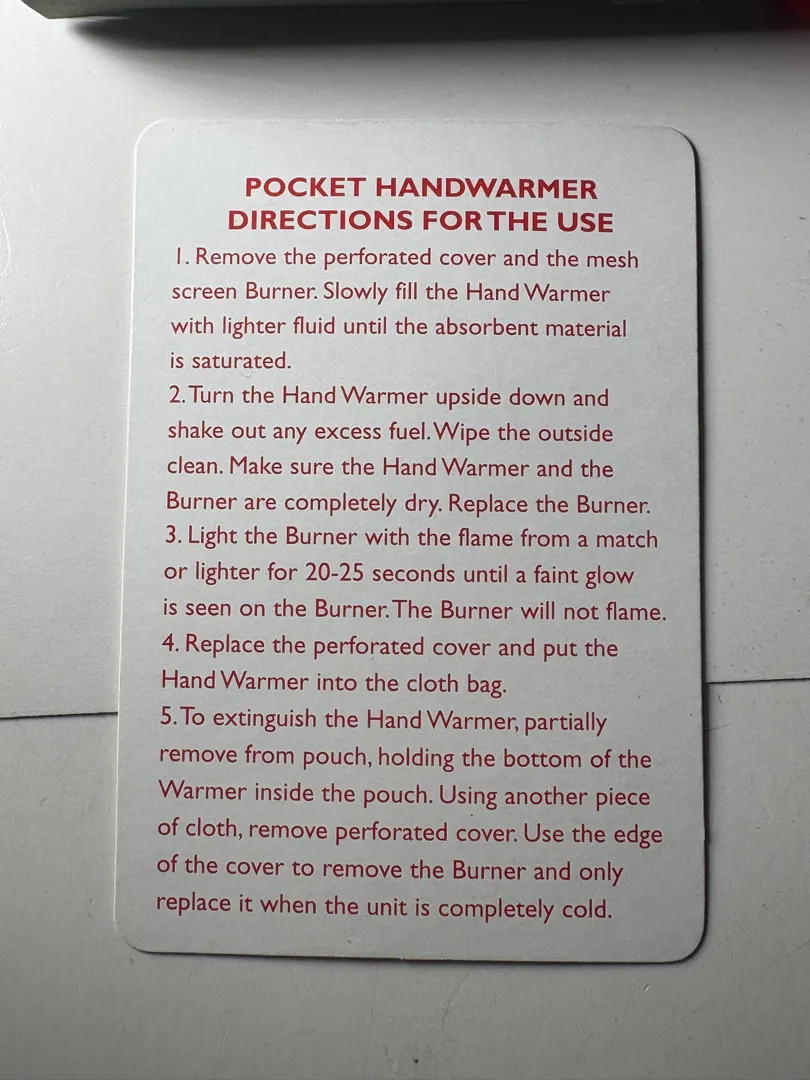 POCKET HANDWARMER
DIRECTIONS FOR THE USE
1. Remove the perforated cover and the mesh
screen Burner. Slowly fill the Hand Warmer
with lighter fluid until the absorbent material
is saturated.
2. Turn the Hand Warmer upside down and
shake out any excess fuel. Wipe the outside
clean. Make sure the Hand Warmer and the
Burner are completely dry. Replace the Burner.
3. Light the Burner with the flame from a match
or lighter for 20-25 seconds until a faint glow
is seen on the Burner. The Burner will not flame.
4. Replace the perforated cover and put the
Hand Warmer into the cloth bag.
5. To extinguish the Hand Warmer, partially
remove from pouch, holding the bottom of the
Warmer inside the pouch. Using another piece
of cloth, remove perforated cover. Use the edge
of the cover to remove the Burner and only
replace it when the unit is completely cold.